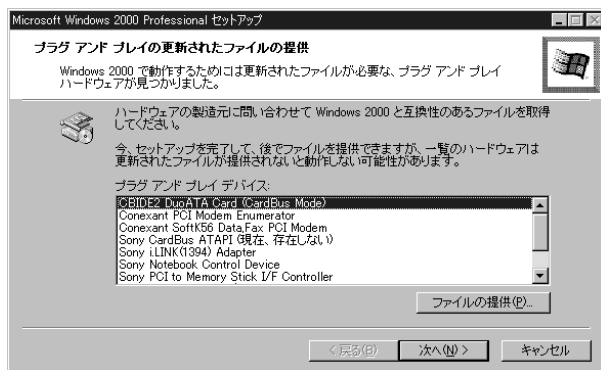 Microsoft Windows 2000 Professional セットアップ
プラグ アンド プレイの更新されたファイルの提供
Windows 2000 で動作するためには更新されたファイルが必要な、プラグ アンド プレイ
ハードウェアが見つかりました。
ハードウェアの製造元に問い合わせて Windows 2000 と互換性のあるファイルを取得
してください。
今、セットアップを完了して、後でファイルを提供できますが、一覧のハードウェアは
更新されたファイルが提供されないと動作しない可能性があります。
プラグ アンド プレイ デバイス:
CBIDE2 DuoATA Card (CardBus Mode)
Conexant PCI Modem Enumerator
Conexant SoftK56 Data,Fax PCI Modem
Sony CardBus ATAPI (現在、存在しない)
Sony i.LINK(1394) Adapter
Sony Notebook Control Device
Sony PCI to Memory Stick I/F Controller
ファイルの提供(P)...
< 戻る(B)
次へ(N) >
キャンセル